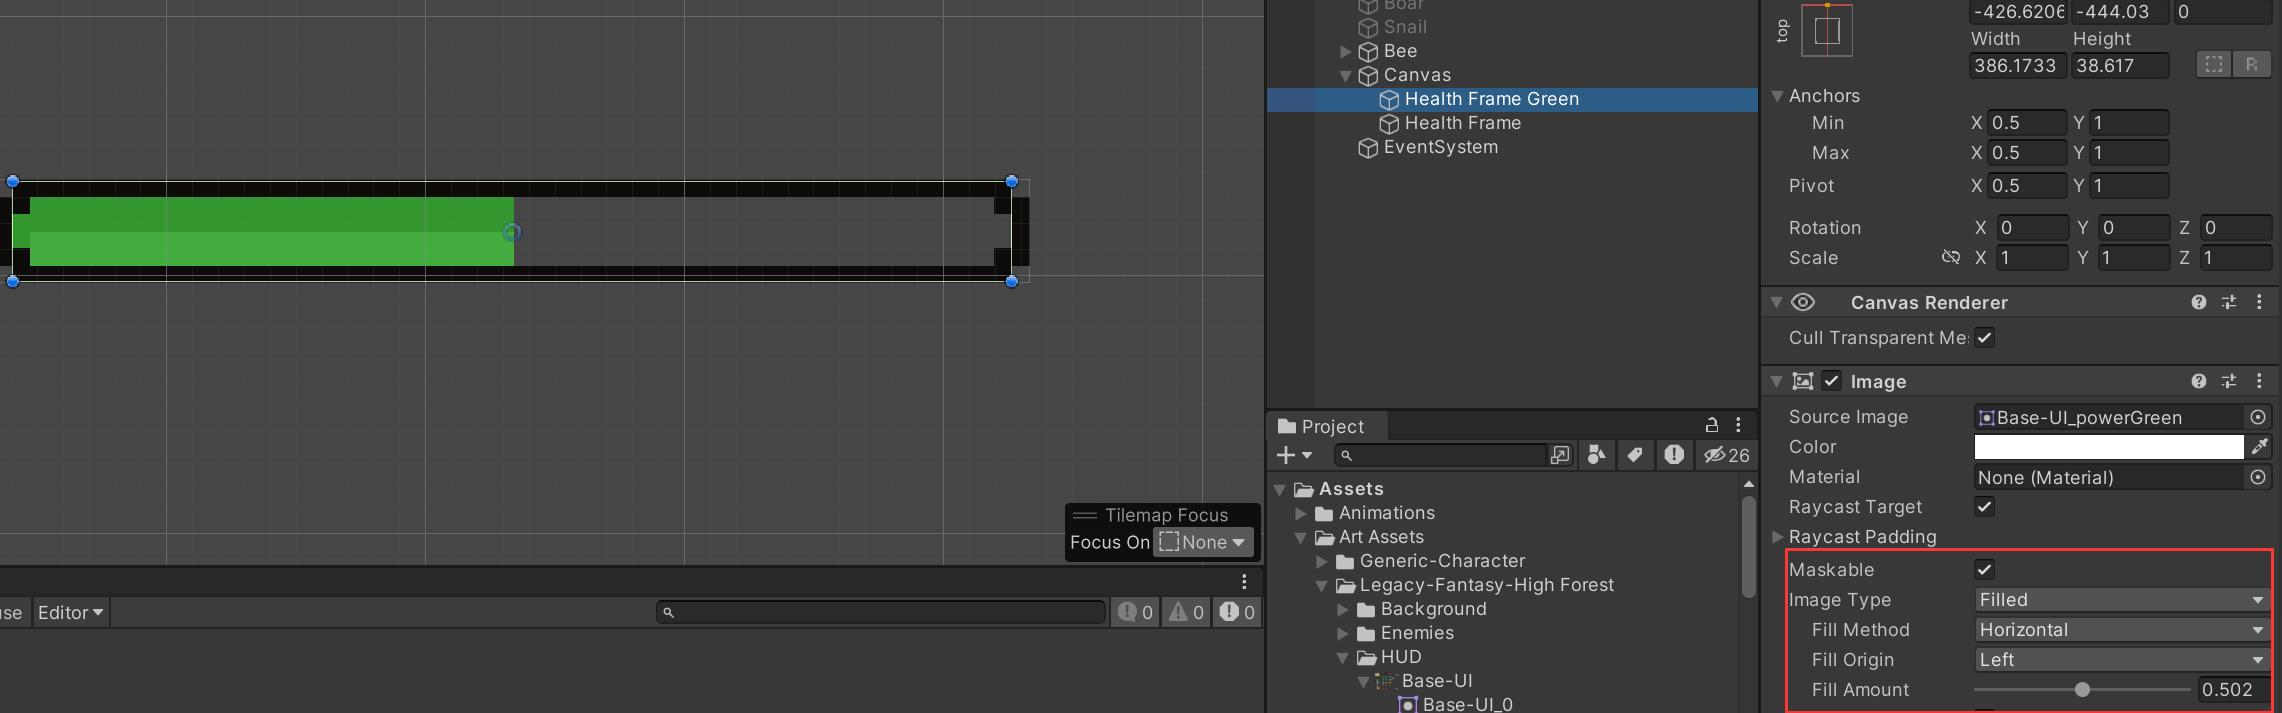 Boar
Snail
Bee
Canvas
Health Frame Green
Health Frame
EventSystem
top
-426.6206 -444.03 0
Width Height
386.1733 38.617
R
Anchors
Min X 0.5 Y 1
Max X 0.5 Y 1
Pivot X 0.5 Y 1
Rotation X 0 Y 0 Z 0
Scale X 1 Y 1 Z 1
Canvas Renderer
Cull Transparent Me
Image
Source Image Base-UI_powerGreen
Color
Material None (Material)
Raycast Target
Raycast Padding
Maskable
Image Type Filled
Fill Method Horizontal
Fill Origin Left
Fill Amount 0.502
Tilemap Focus
Focus On None
use Editor 0 0 0
Project
26
Assets
Animations
Art Assets
Generic-Character
Legacy-Fantasy-High Forest
Background
Enemies
HUD
Base-UI
Base-UI_0